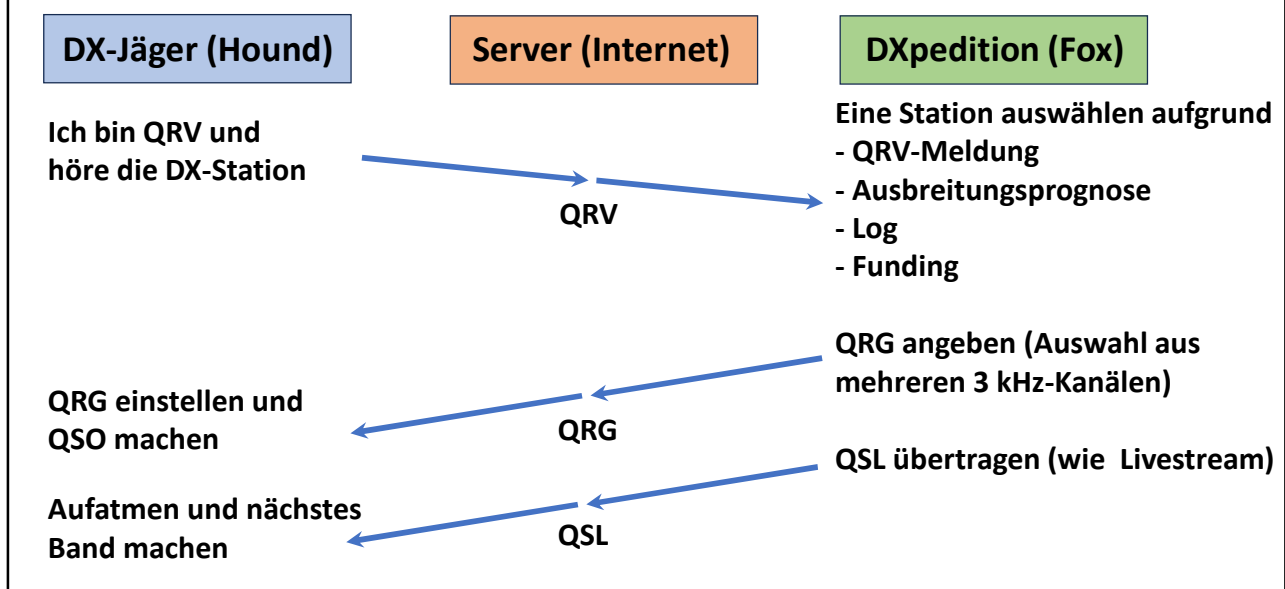 DX-Jäger (Hound)
Server (Internet)
DXpedition (Fox)
Ich bin QRV und
höre die DX-Station
QRV
Eine Station auswählen aufgrund
- QRV-Meldung
- Ausbreitungsprognose
- Log
- Funding
QRG angeben (Auswahl aus
mehreren 3 kHz-Kanälen)
QRG
QRG einstellen und
QSO machen
QSL übertragen (wie Livestream)
QSL
Aufatmen und nächstes
Band machen